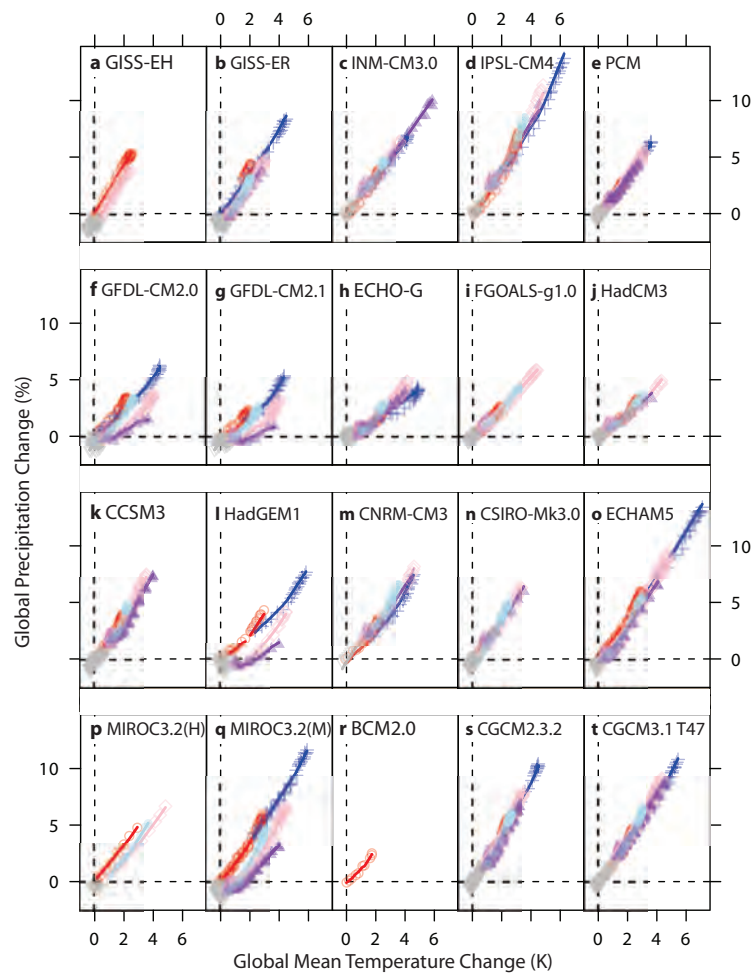 0 2 4 6 0 2 4 6
a GISS-EH b GISS-ER c INM-CM3.0 d IPSL-CM4 e PCM
10
5
0
f GFDL-CM2.0 g GFDL-CM2.1 h ECHO-G i FGOALS-g1.0 j HadCM3
10
5
0
k CCSM3 l HadGEM1 m CNRM-CM3 n CSIRO-Mk3.0 o ECHAM5
10
5
0
p MIROC3.2(H) q MIROC3.2(M) r BCM2.0 s CGCM2.3.2 t CGCM3.1 T47
10
5
0
0 2 4 6 0 2 4 6 0 2 4 6
Global Mean Temperature Change (K)
Global Precipitation Change (%)